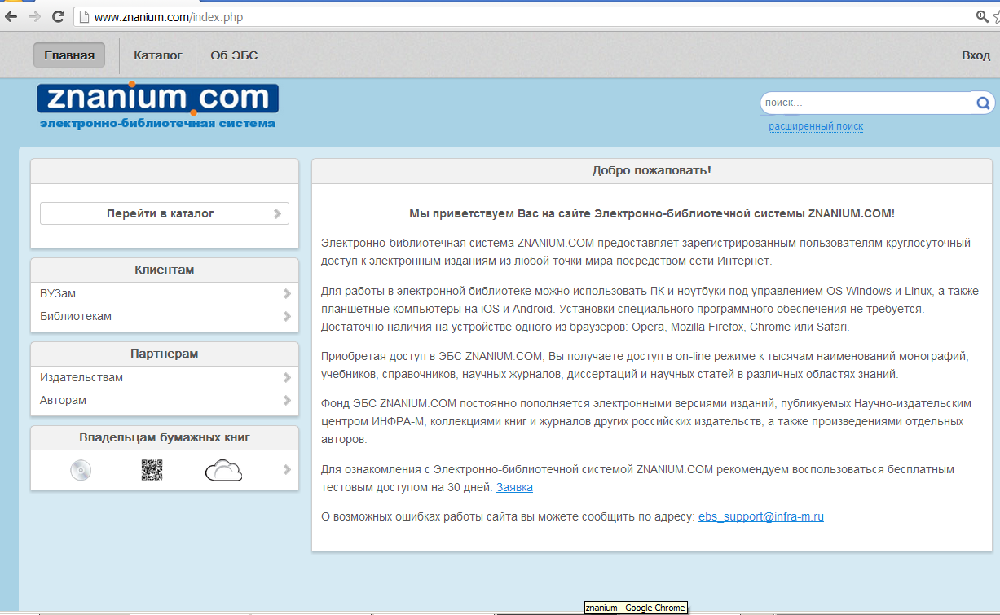 www.znanium.com/index.php
Главная
Каталог
Об ЭБС
Вход
znanium.com
электронно-библиотечная система
поиск...
расширенный поиск
Перейти в каталог
Клиентам
ВУЗам
Библиотекам
Партнерам
Издательствам
Авторам
Владельцам бумажных книг
Добро пожаловать!
Мы приветствуем Вас на сайте Электронно-библиотечной системы ZNANIUM.COM!
Электронно-библиотечная система ZNANIUM.COM предоставляет зарегистрированным пользователям круглосуточный
доступ к электронным изданиям из любой точки мира посредством сети Интернет.
Для работы в электронной библиотеке можно использовать ПК и ноутбуки под управлением OS Windows и Linux, а также
планшетные компьютеры на iOS и Android. Установки специального программного обеспечения не требуется.
Достаточно наличия на устройстве одного из браузеров: Opera, Mozilla Firefox, Chrome или Safari.
Приобретая доступ в ЭБС ZNANIUM.COM, Вы получаете доступ в on-line режиме к тысячам наименований монографий,
учебников, справочников, научных журналов, диссертаций и научных статей в различных областях знаний.
Фонд ЭБС ZNANIUM.COM постоянно пополняется электронными версиями изданий, публикуемых Научно-издательским
центром ИНФРА-М, коллекциями книг и журналов других российских издательств, а также произведениями отдельных
авторов.
Для ознакомления с Электронно-библиотечной системой ZNANIUM.COM рекомендуем воспользоваться бесплатным
тестовым доступом на 30 дней. Заявка
О возможных ошибках работы сайта вы можете сообщить по адресу: ebs_support@infra-m.ru
znanium - Google Chrome